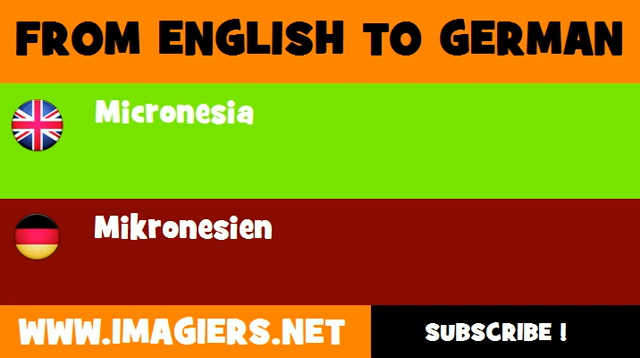 FROM ENGLISH TO GERMAN
Micronesia
Mikronesien
WWW.IMAGIERS.NET
SUBSCRIBE !